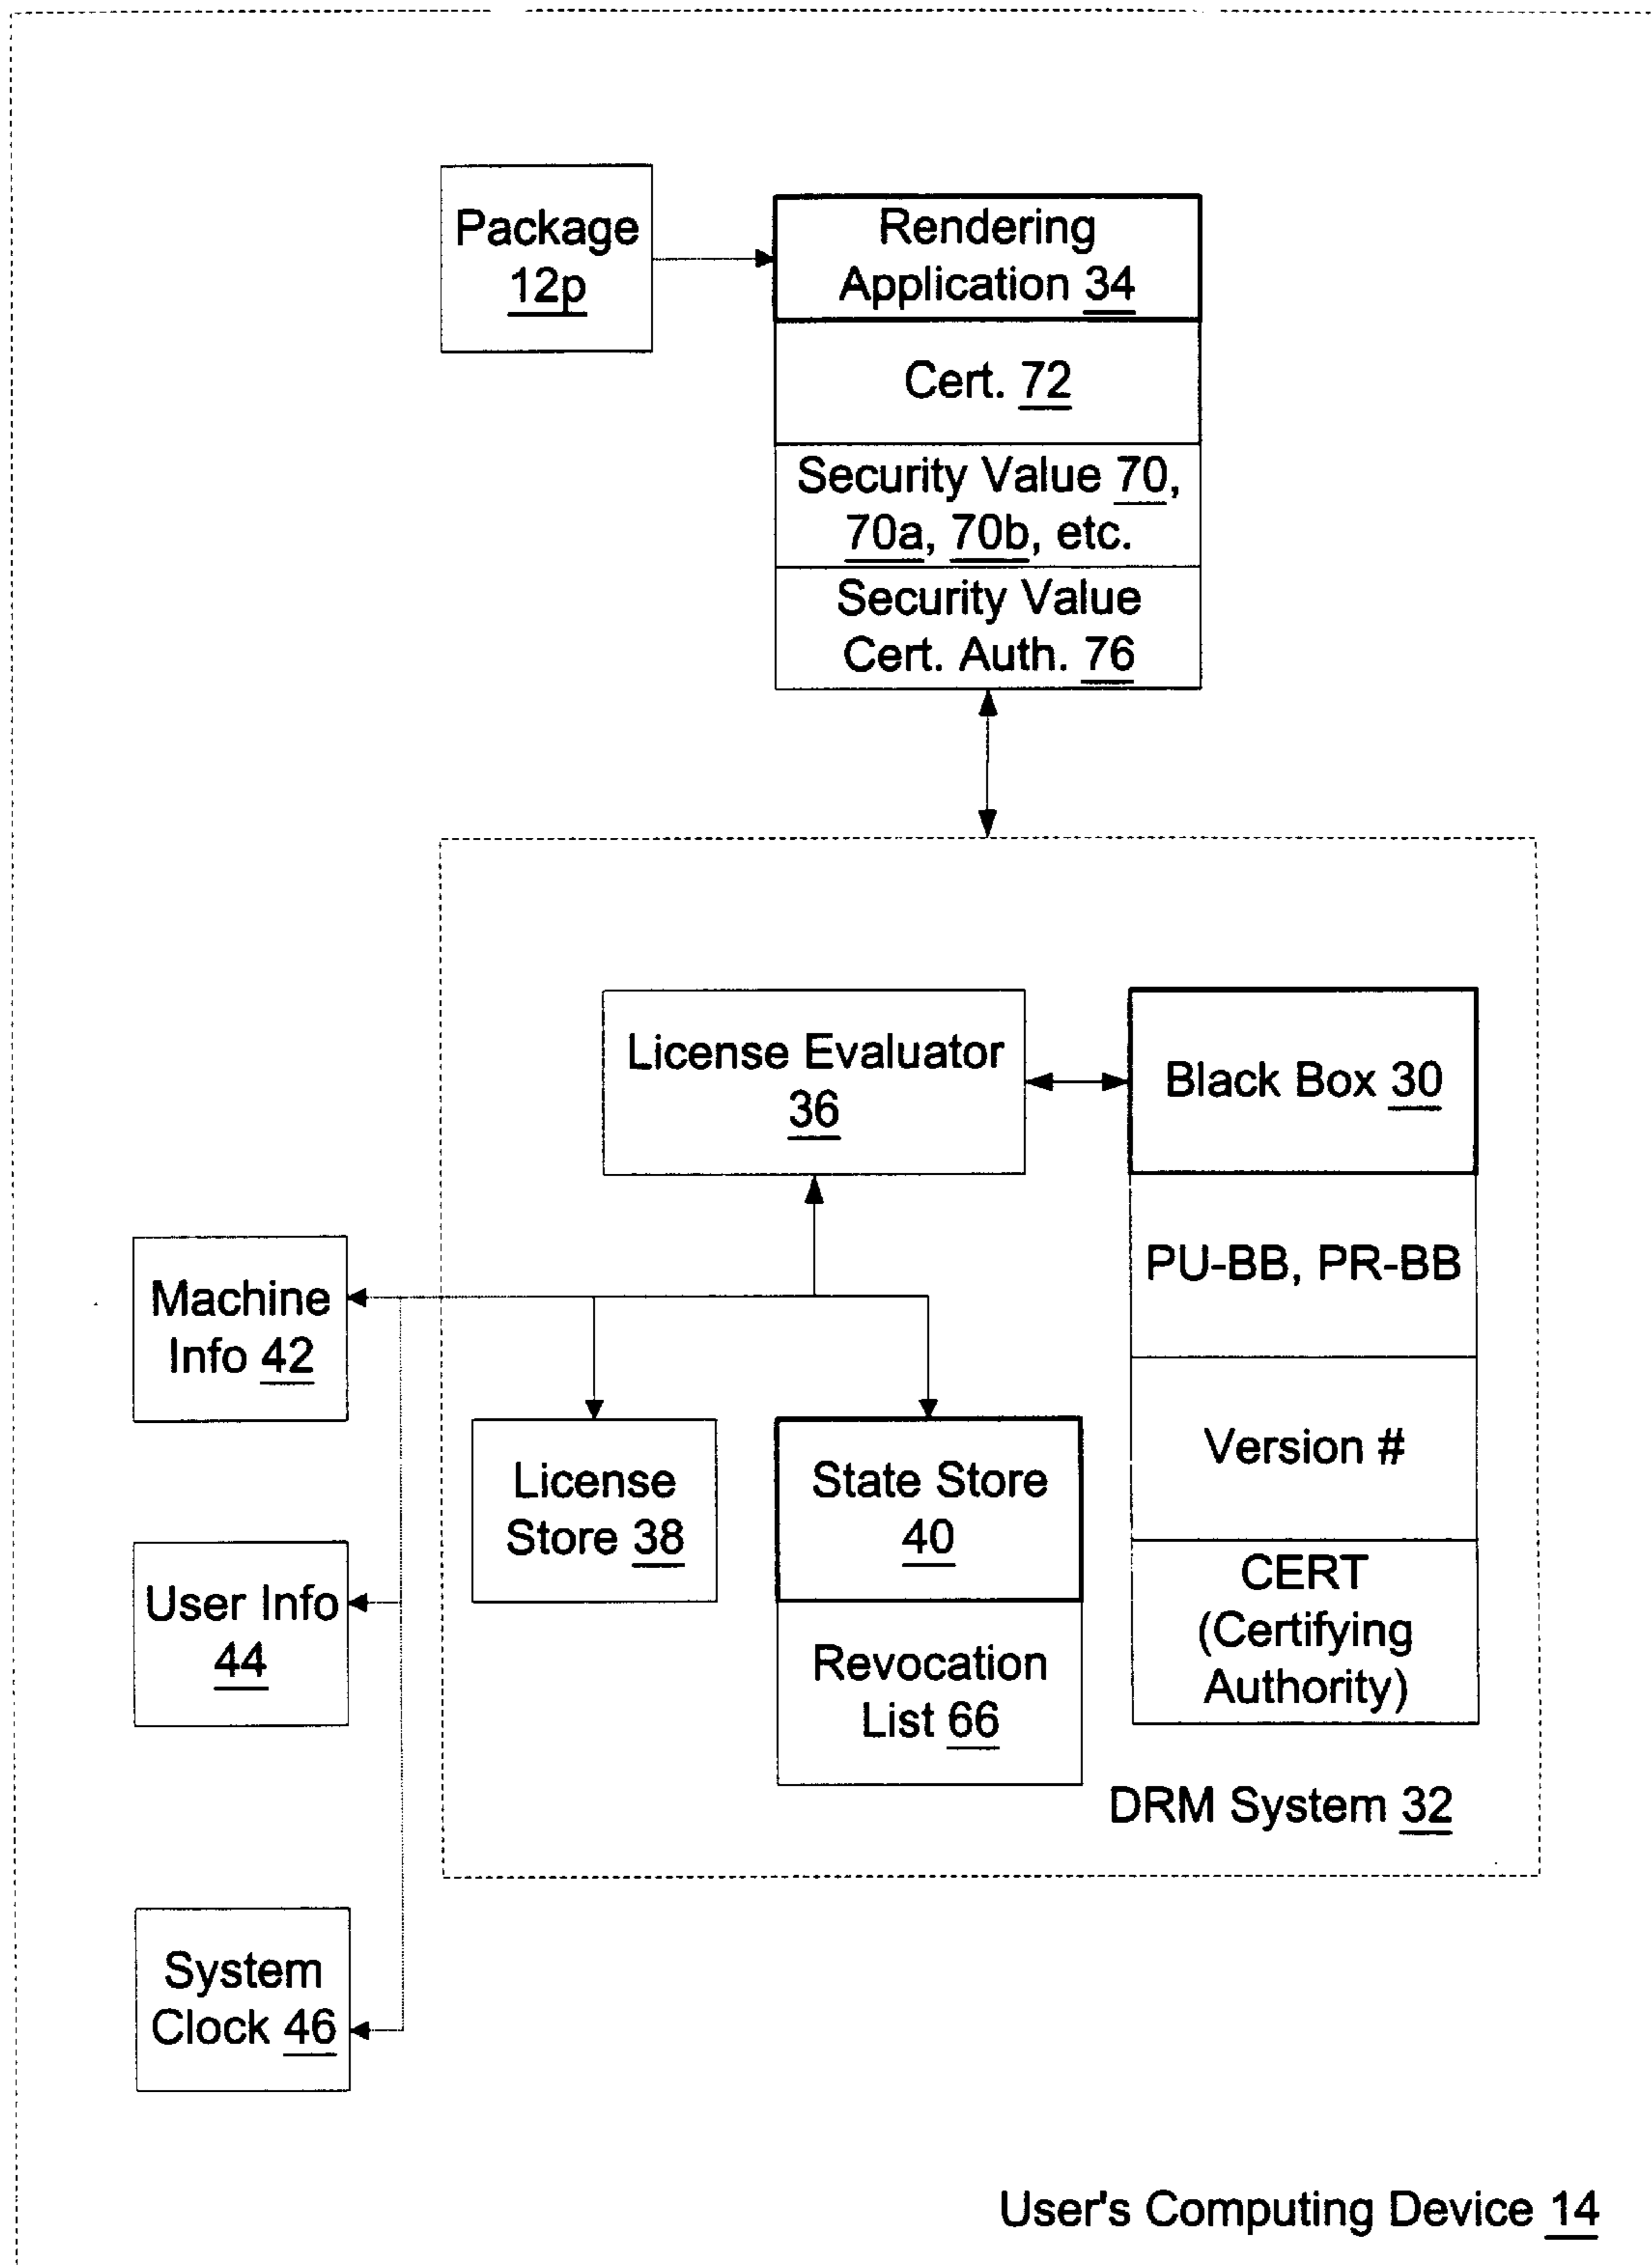 Package
12p
Rendering
Application 34
Cert. 72
Security Value 70,
70a, 70b, etc.
Security Value
Cert. Auth. 76
License Evaluator
36
Black Box 30
PU-BB, PR-BB
Machine
Info 42
Version #
License
Store 38
State Store
40
User Info
44
CERT
(Certifying
Authority)
Revocation
List 66
DRM System 32
System
Clock 46
User's Computing Device 14